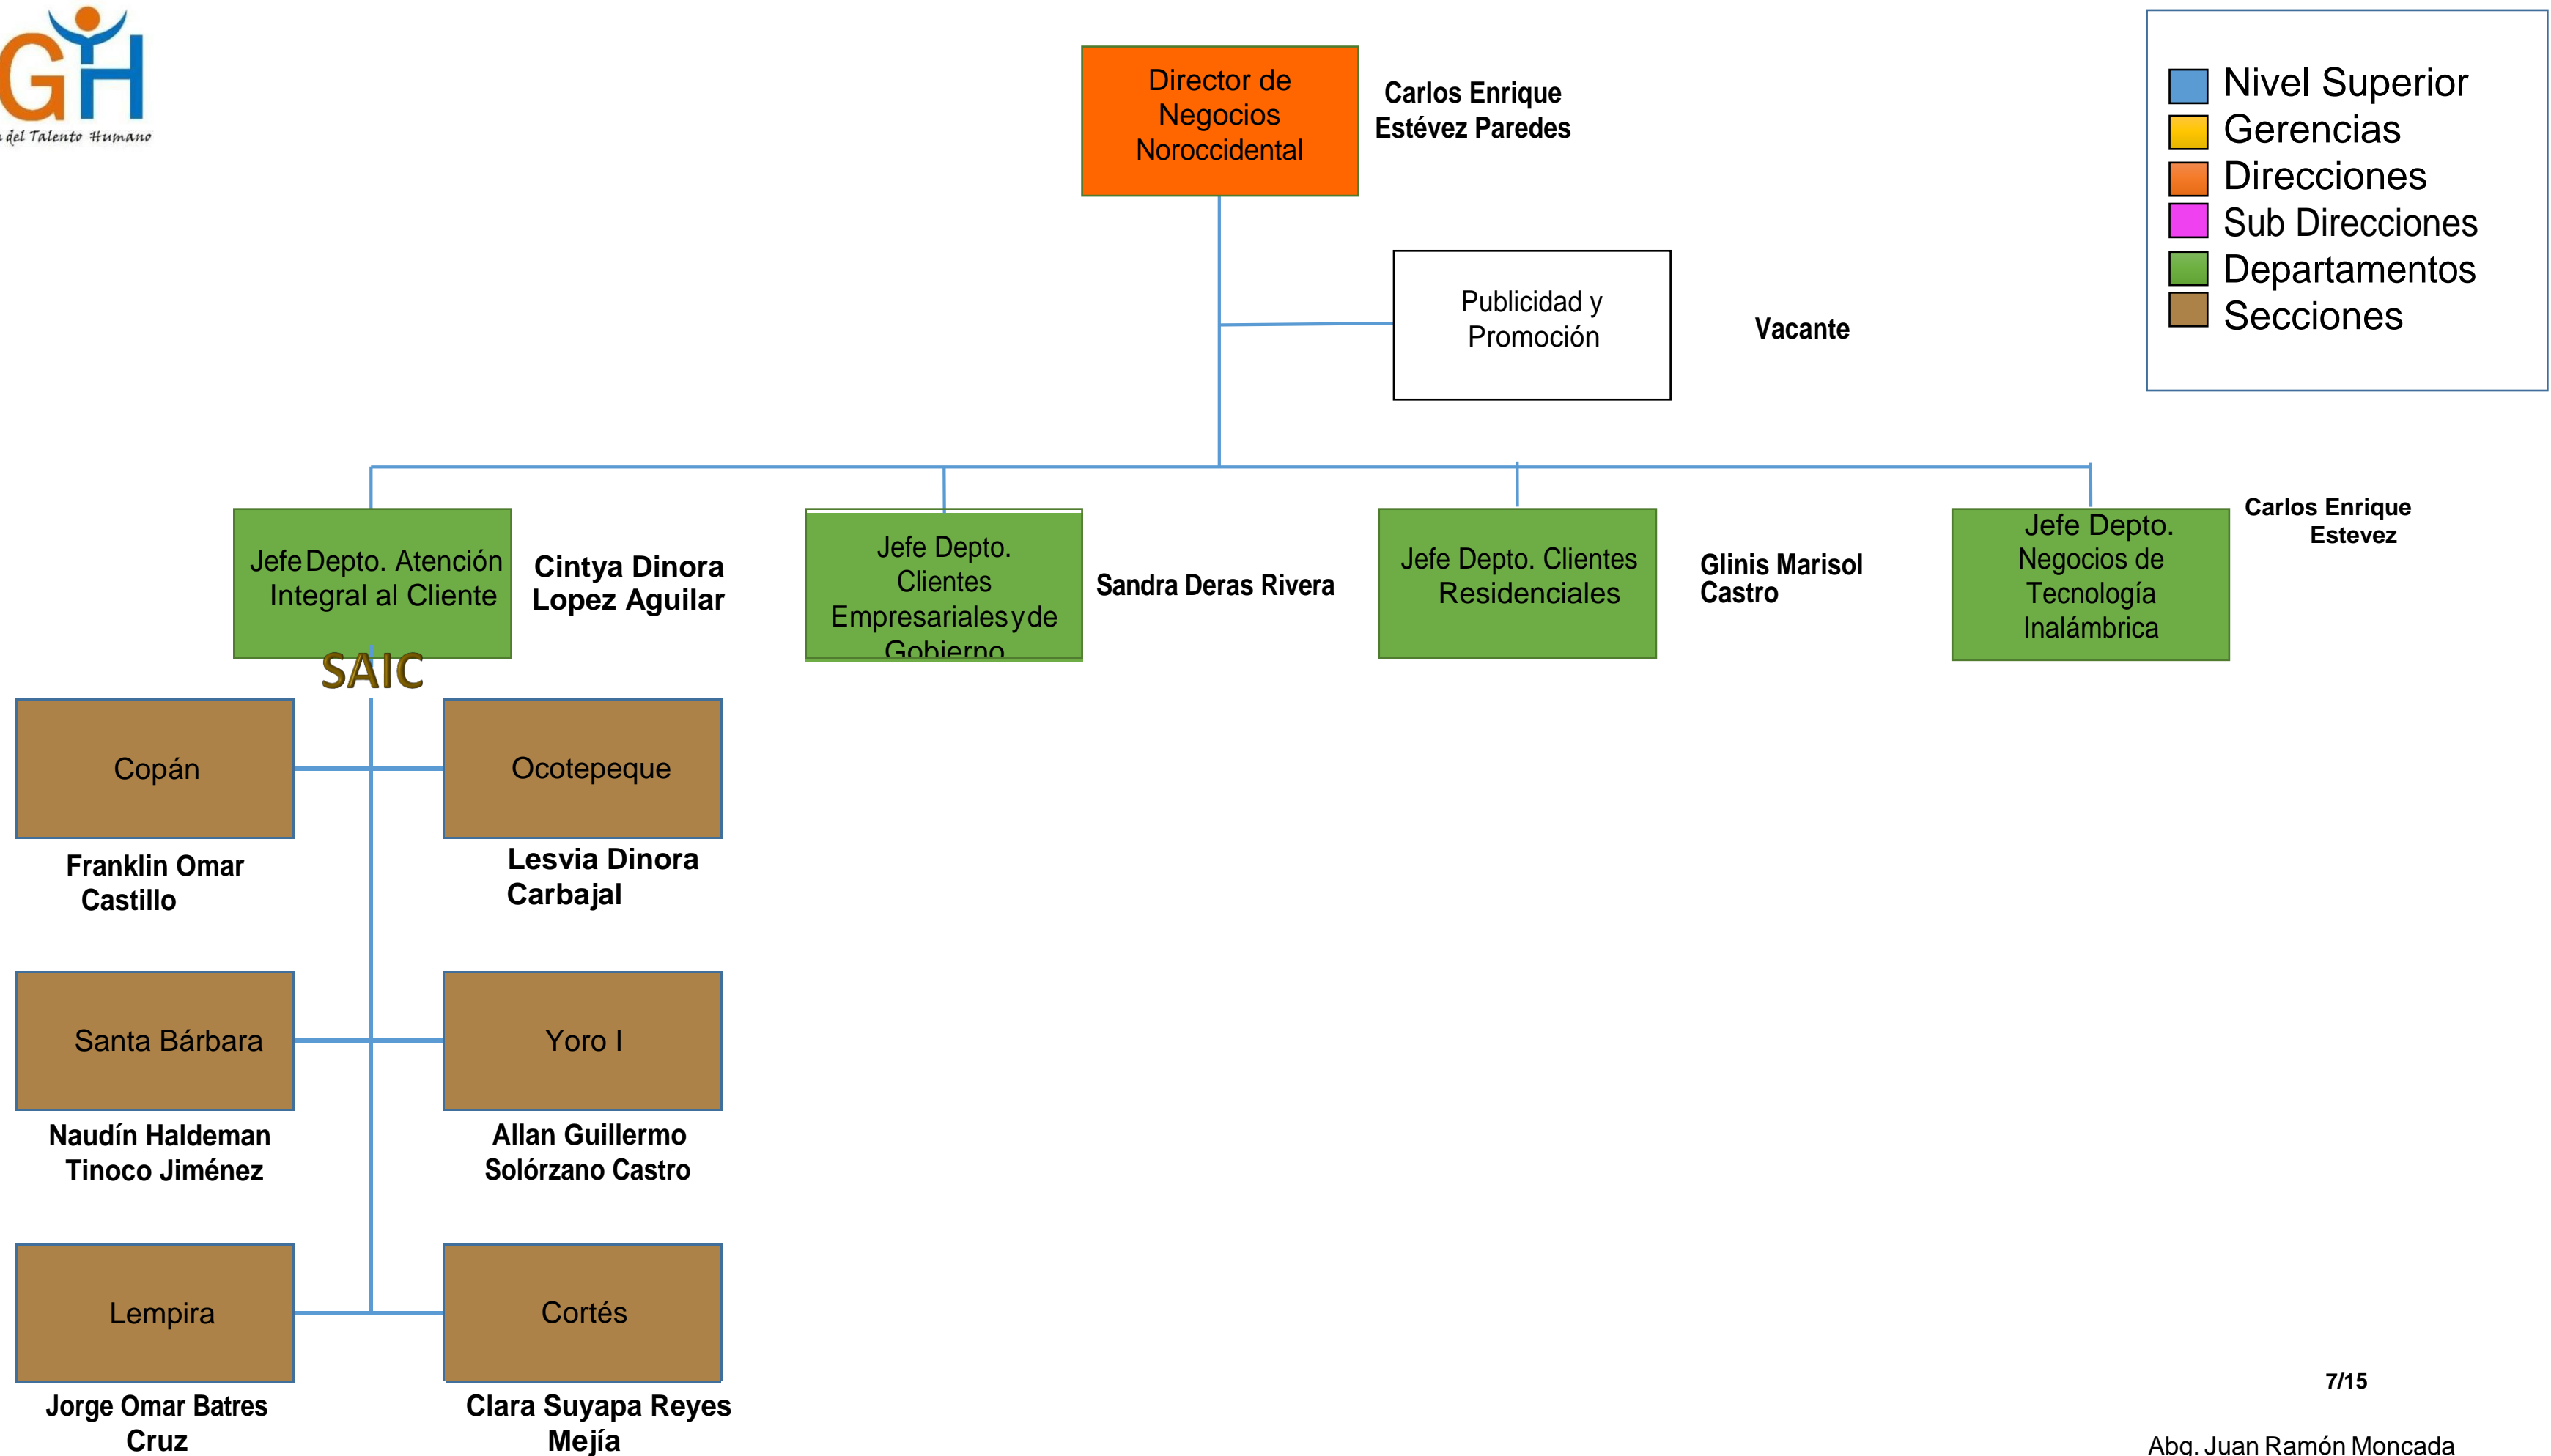 GTH
del Talento Humano
Director de
Negocios
Noroccidental
Carlos Enrique
Estévez Paredes
Nivel Superior
Gerencias
Direcciones
Sub Direcciones
Departamentos
Secciones
Publicidad y
Promoción
Vacante
Jefe Depto. Atención
Integral al Cliente
Cintya Dinora
Lopez Aguilar
Jefe Depto.
Clientes
Empresariales y de
Gobierno
Sandra Deras Rivera
Jefe Depto. Clientes
Residenciales
Glinis Marisol
Castro
Jefe Depto.
Negocios de
Tecnología
Inalámbrica
Carlos Enrique
Estevez
SAIC
Copán
Franklin Omar
Castillo
Ocotepeque
Lesvia Dinora
Carbajal
Santa Bárbara
Naudín Haldeman
Tinoco Jiménez
Yoro I
Allan Guillermo
Solórzano Castro
Lempira
Jorge Omar Batres
Cruz
Cortés
Clara Suyapa Reyes
Mejía
7/15
Abg. Juan Ramón Moncada